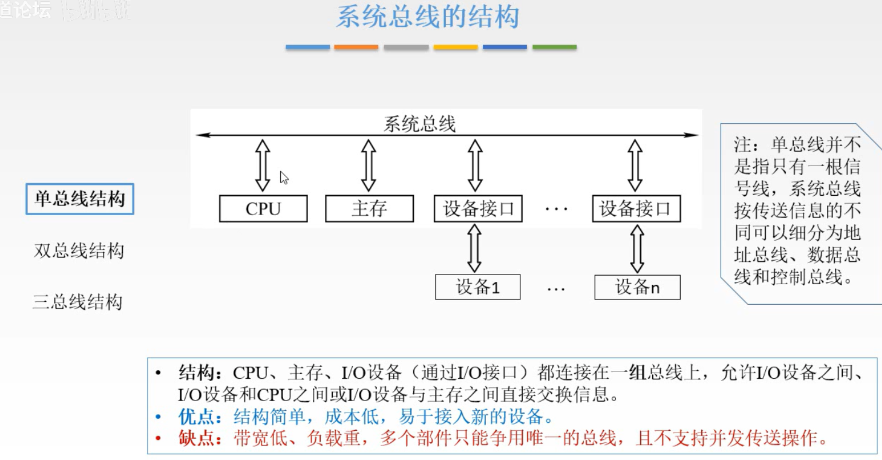 道论坛
系统总线的结构
系统总线
CPU
主存
设备接口
···
设备接口
设备1
···
设备n
单总线结构
双总线结构
三总线结构
注：单总线并不
是指只有一根信
号线，系统总线
按传送信息的不
同可以细分为地
址总线、数据总
线和控制总线。
• 结构：CPU、主存、I/O设备（通过I/O接口）都连接在一组总线上，允许I/O设备之间、
I/O设备和CPU之间或I/O设备与主存之间直接交换信息。
• 优点：结构简单，成本低，易于接入新的设备。
• 缺点：带宽低、负载重，多个部件只能争用唯一的总线，且不支持并发传送操作。